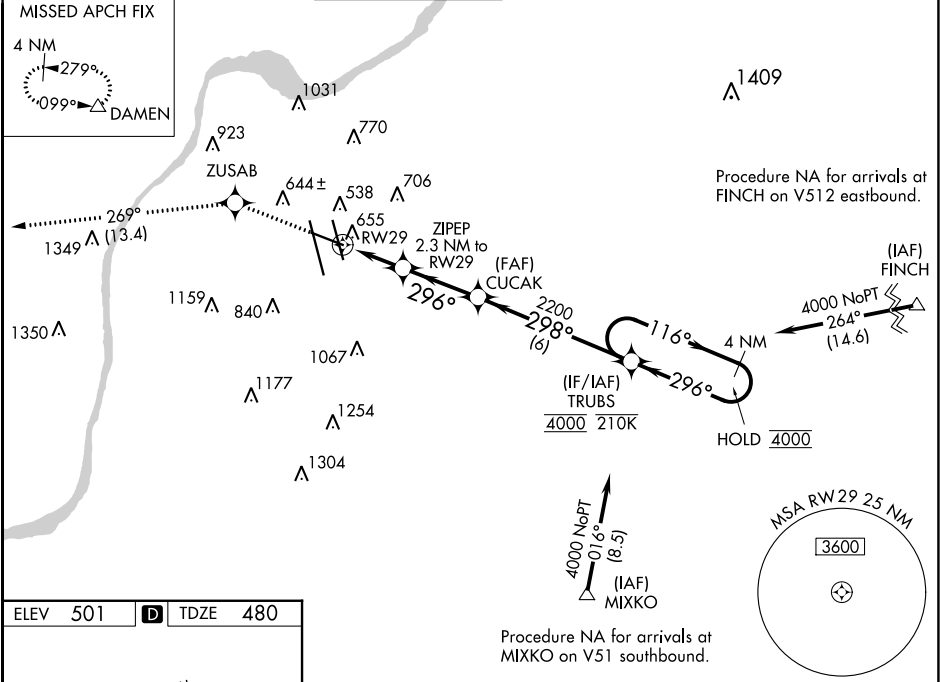 MISSED APCH FIX
4 NM
279°
099°
DAMEN
1031
1409
923
770
ZUSAB
644±
538
706
Procedure NA for arrivals at
FINCH on V512 eastbound.
655
RW29
269°
(13.4)
1349
ZIPEP
2.3 NM to
RW29
(FAF)
CUCAK
(IAF)
FINCH
296°
2200
298°
(6)
4000 NoPT
264°
(14.6)
1159
840
1350
116°
4 NM
1067
296°
(IF/IAF)
TRUBS
4000 210K
1177
1254
HOLD 4000
1304
MSA RW29 25 NM
3600
4000 NoPT
016°
(8.5)
(IAF)
MIXKO
ELEV 501 D TDZE 480
Procedure NA for arrivals at
MIXKO on V51 southbound.